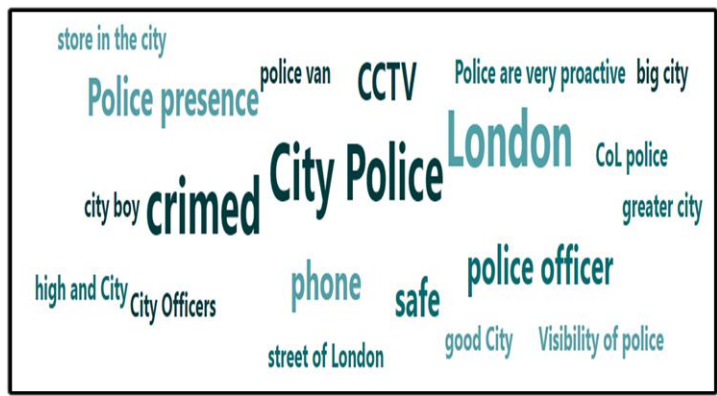 store in the city
police van
CCTV
Police are very proactive
big city
Police presence
London
City Police
CoL police
city boy
crimed
greater city
high and City
City Officers
phone
safe
police officer
street of London
good City
Visibility of police